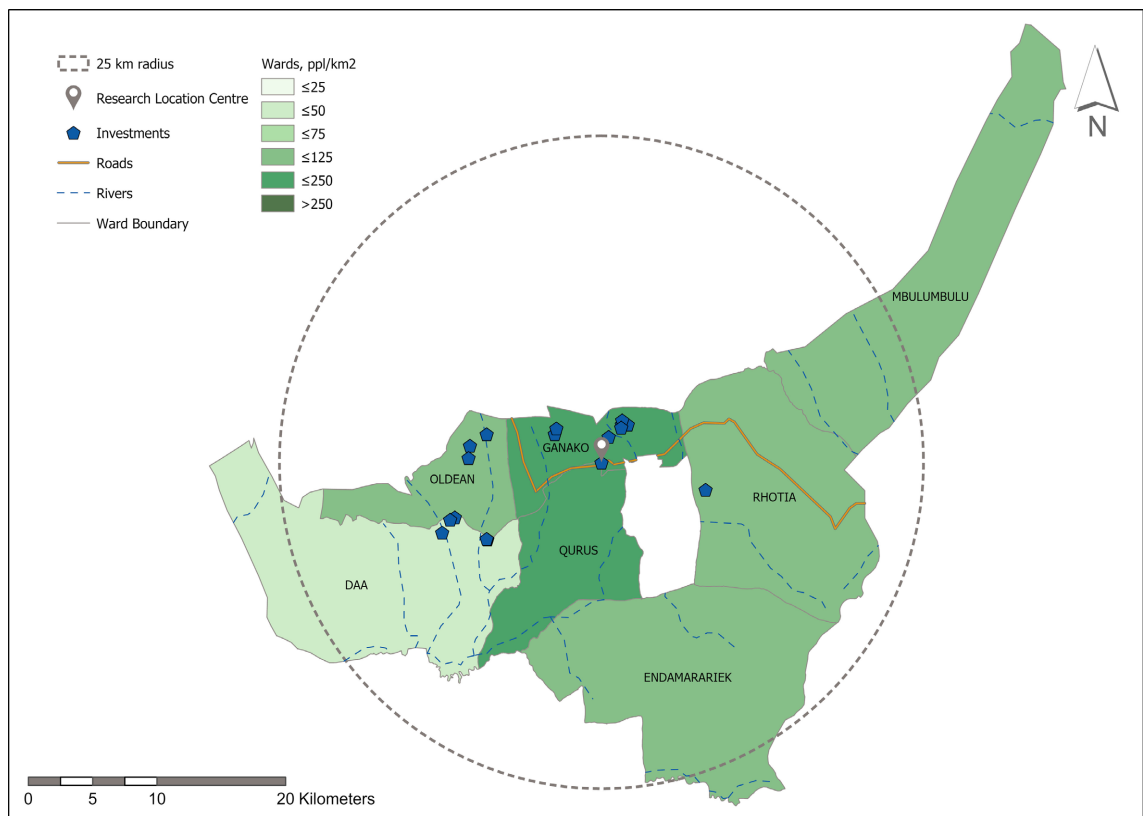 25 km radius
Research Location Centre
Investments
Roads
Rivers
Ward Boundary
Wards, ppl/km2
≤25
≤50
≤75
≤125
≤250
>250
N
MBULUMBULU
GANAKO
OLDEAN
RHOTIA
QURUS
DAA
ENDAMARARIEK
0 5 10 20 Kilometers